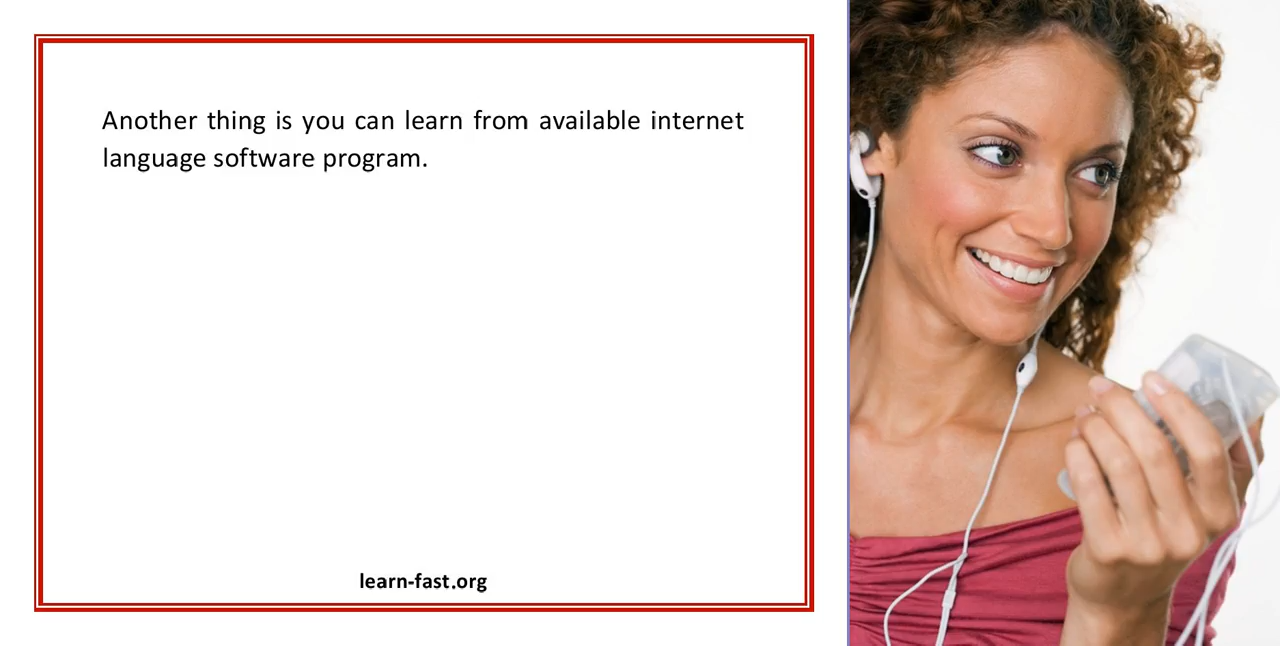 Another thing is you can learn from available internet
language software program.
learn-fast.org